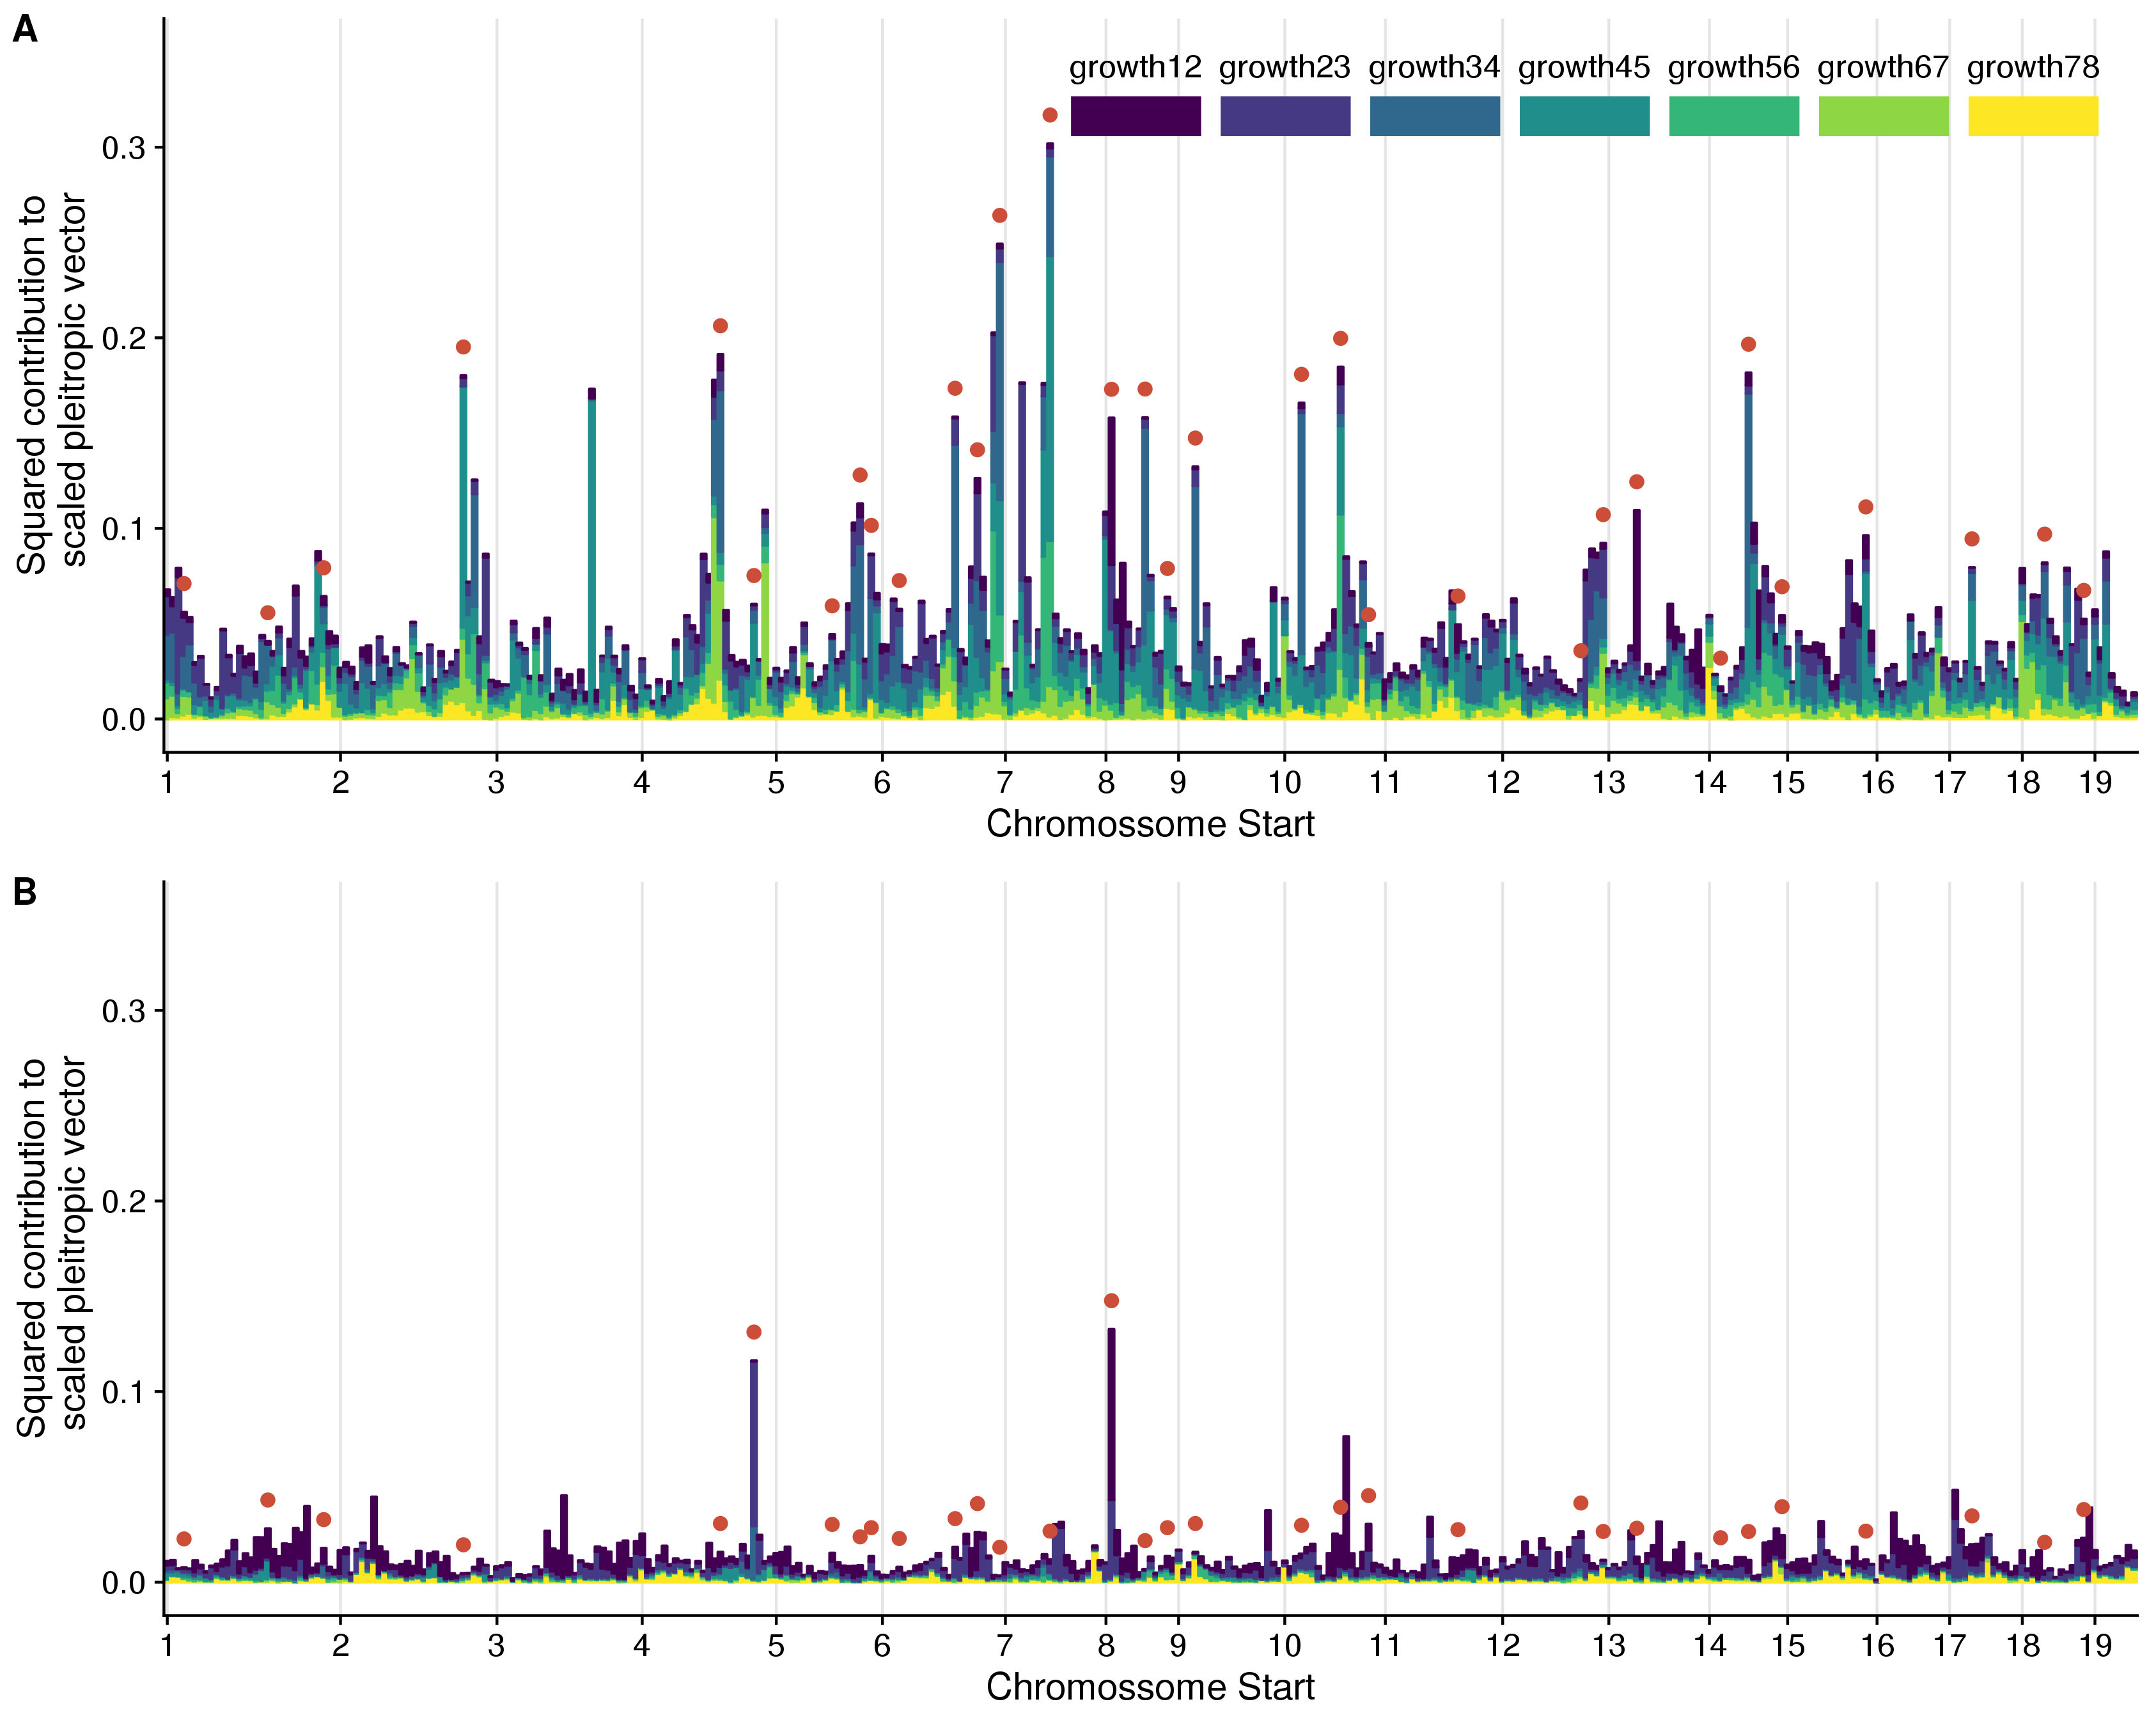 A
growth12 growth23 growth34 growth45 growth56 growth67 growth78
Squared contribution to
scaled pleitropic vector
0.3
0.2
0.1
0.0
1 2 3 4 5 6 7 8 9 10 11 12 13 14 15 16 17 18 19
Chromossome Start
B
Squared contribution to
scaled pleitropic vector
0.3
0.2
0.1
0.0
1 2 3 4 5 6 7 8 9 10 11 12 13 14 15 16 17 18 19
Chromossome Start